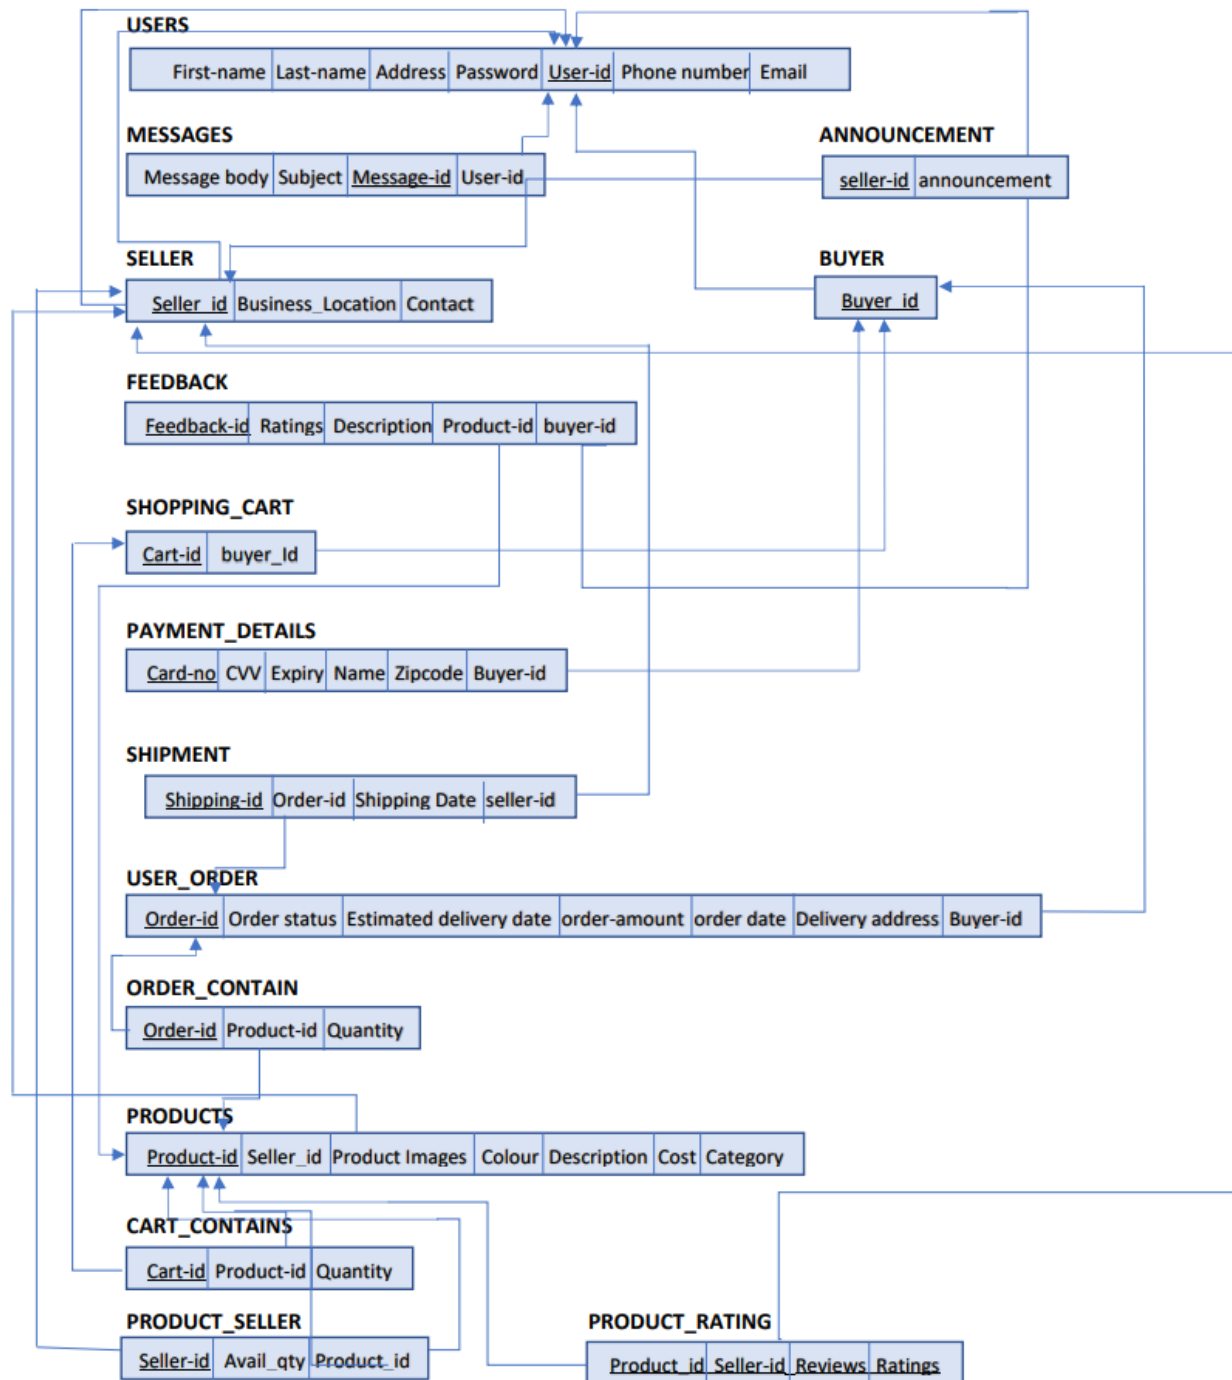 USERS
First-name Last-name Address Password User-id Phone number Email
MESSAGES ANNOUNCEMENT
Message body Subject Message-id User-id seller-id announcement
SELLER BUYER
Seller_id Business_Location Contact Buyer_id
FEEDBACK
Feedback-id Ratings Description Product-id buyer-id
SHOPPING_CART
Cart-id buyer_Id
PAYMENT_DETAILS
Card-no CVV Expiry Name Zipcode Buyer-id
SHIPMENT
Shipping-id Order-id Shipping Date seller-id
USER_ORDER
Order-id Order status Estimated delivery date order-amount order date Delivery address Buyer-id
ORDER_CONTAIN
Order-id Product-id Quantity
PRODUCTS
Product-id Seller_id Product Images Colour Description Cost Category
CART_CONTAINS
Cart-id Product-id Quantity
PRODUCT_SELLER PRODUCT_RATING
Seller-id Avail_qty Product_id Product_id Seller-id Reviews Ratings